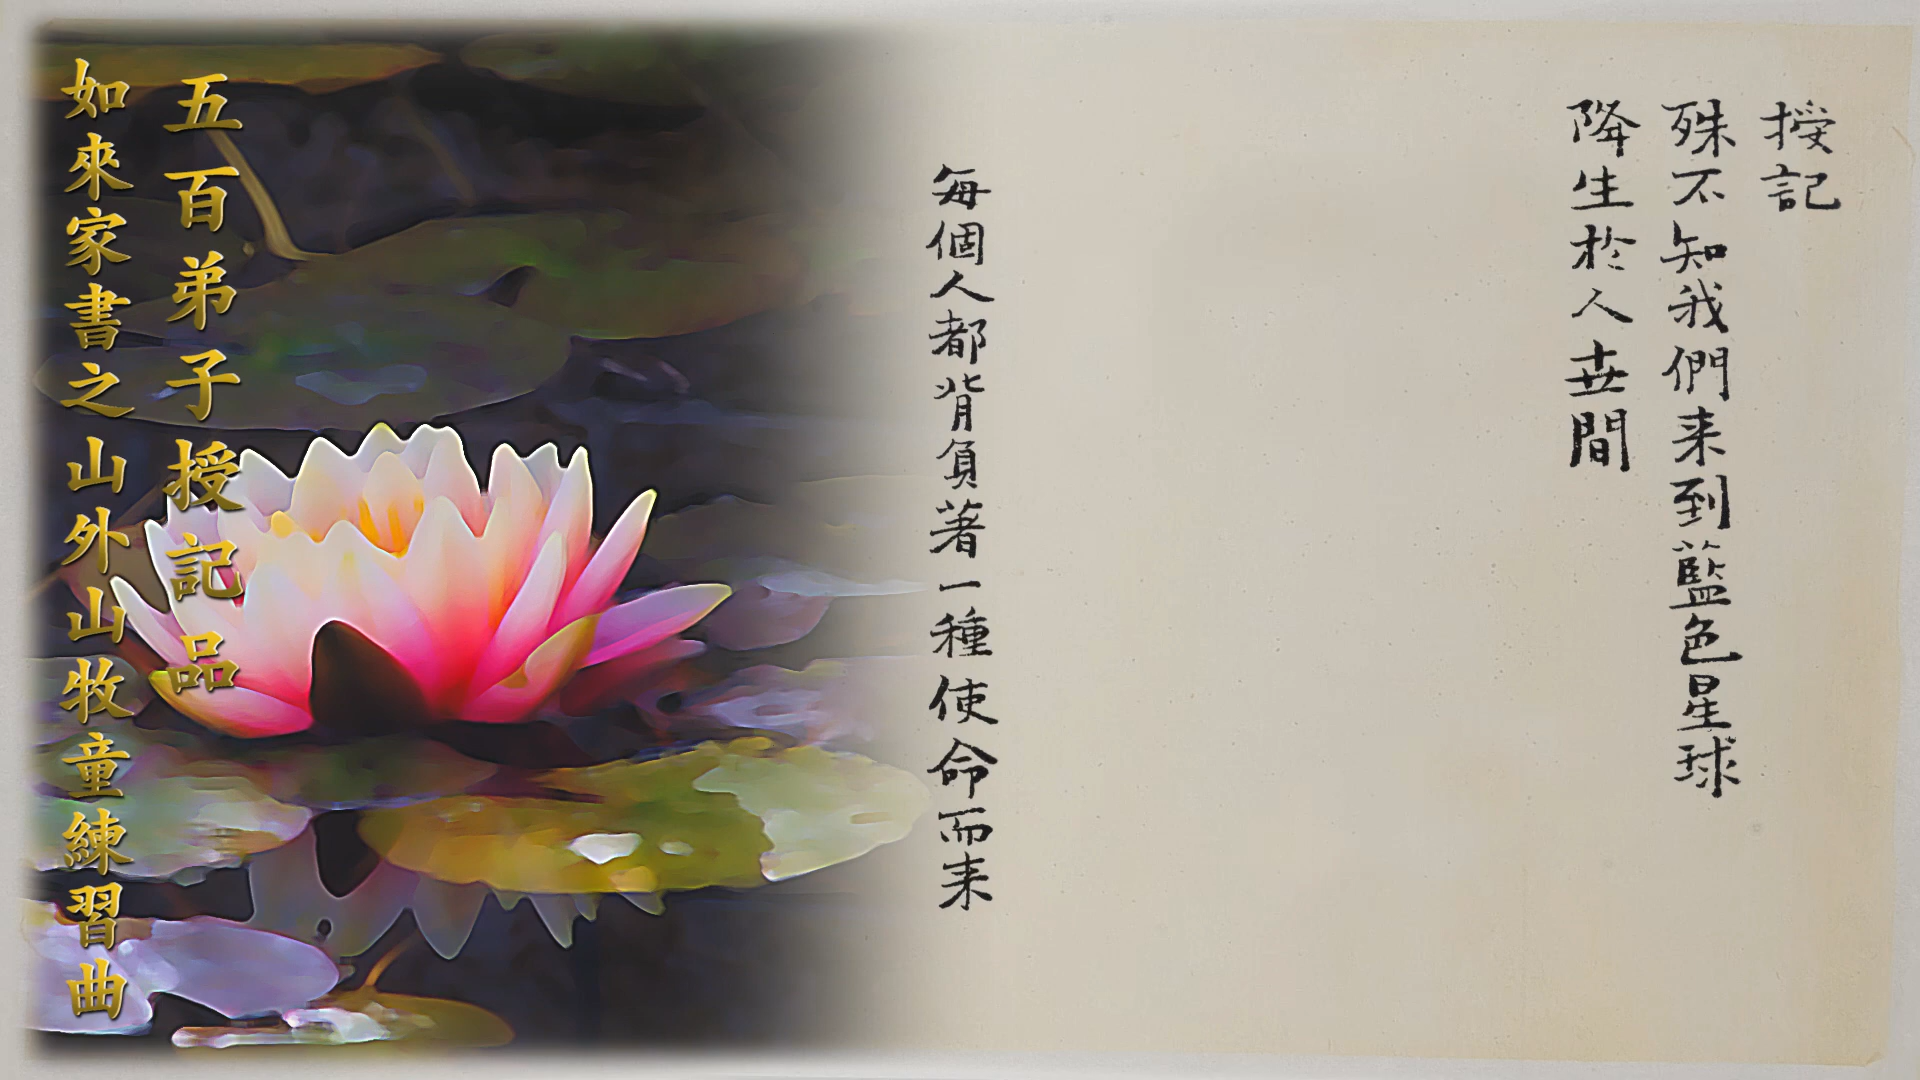 授記
殊不知我們来到藍色星球
降生於人世間
每個人都背負著一種使命而来
五百弟子授記品
如來家書之山外山牧童練習曲